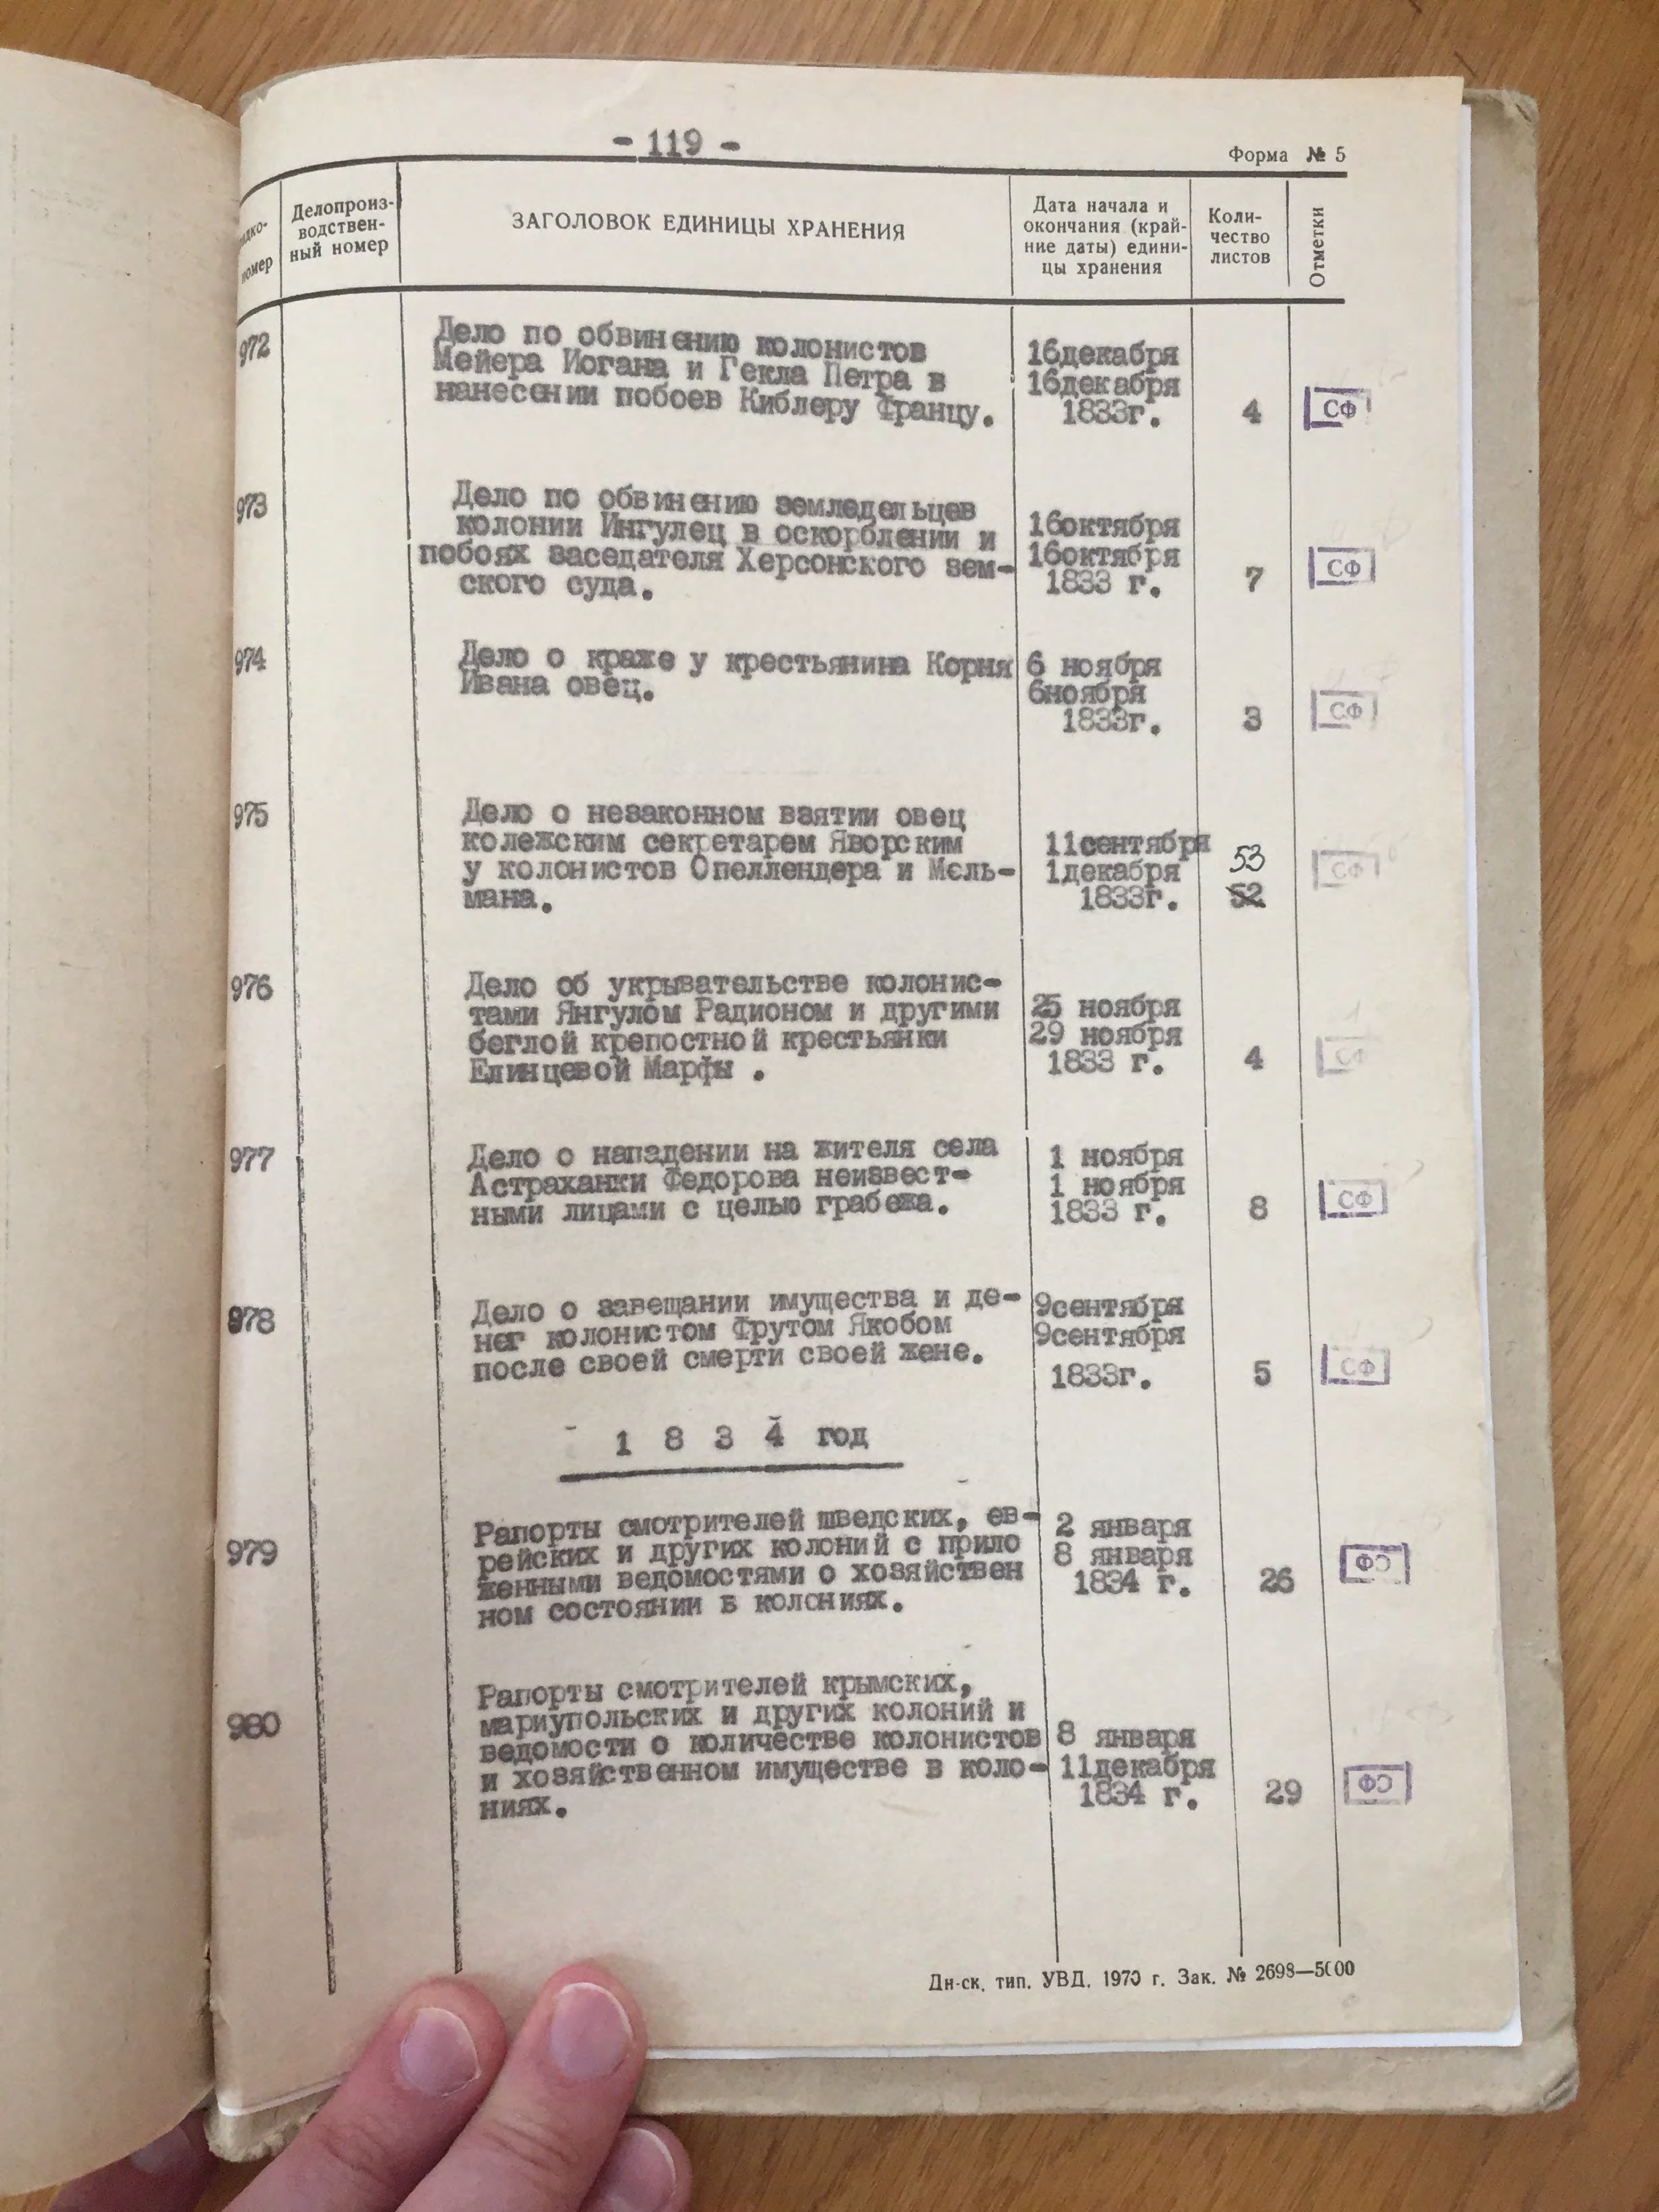 - 119 -
Форма № 5
номер
Делопроиз-
водствен-
ный номер
ЗАГОЛОВОК ЕДИНИЦЫ ХРАНЕНИЯ
Дата начала и
окончания (край-
ние даты) едини-
цы хранения
Коли-
чество
листов
Отметки
972
Дело по обвинению колонистов
Мейера Иогана и Гекла Петра в
нанесении побоев Киблеру Францу.
16декабря
16декабря
1833г.
4
СФ
973
Дело по обвинению земледельцев
колонии Ингулец в оскорблении и
побоях заседателя Херсонского зем-
ского суда.
16октября
16октября
1833 г.
7
СФ
974
Дело о краже у крестьянина Корня
Ивана овец.
6 ноября
6ноября
1833г.
3
СФ
975
Дело о незаконном взятии овец
колежским секретарем Яворским
у колонистов Опеллендера и Мель-
мана.
11сентября
1декабря
1833г.
53
52
СФ
976
Дело об укрывательстве колонис-
тами Янгулом Радионом и другими
беглой крепостной крестьянки
Елинцевой Марфы .
25 ноября
29 ноября
1833 г.
4
СФ
977
Дело о нападении на жителя села
Астраханки Федорова неизвест-
ными лицами с целью грабежа.
1 ноября
1 ноября
1833 г.
8
СФ
978
Дело о завещании имущества и де-
нег колонистом Фрутом Якобом
после своей смерти своей жене.
9сентября
9сентября
1833г.
5
СФ
1 8 3 4 год
979
Рапорты смотрителей шведских, ев-
рейских и других колоний с прило
женными ведомостями о хозяйствен
ном состоянии в колониях.
2 января
8 января
1834 г.
26
СФ
980
Рапорты смотрителей крымских,
мариупольских и других колоний и
ведомости о количестве колонистов
и хозяйственном имуществе в коло-
ниях.
8 января
11декабря
1834 г.
29
СФ
Дн-ск, тип. УВД. 1970 г. Зак. № 2698—5000